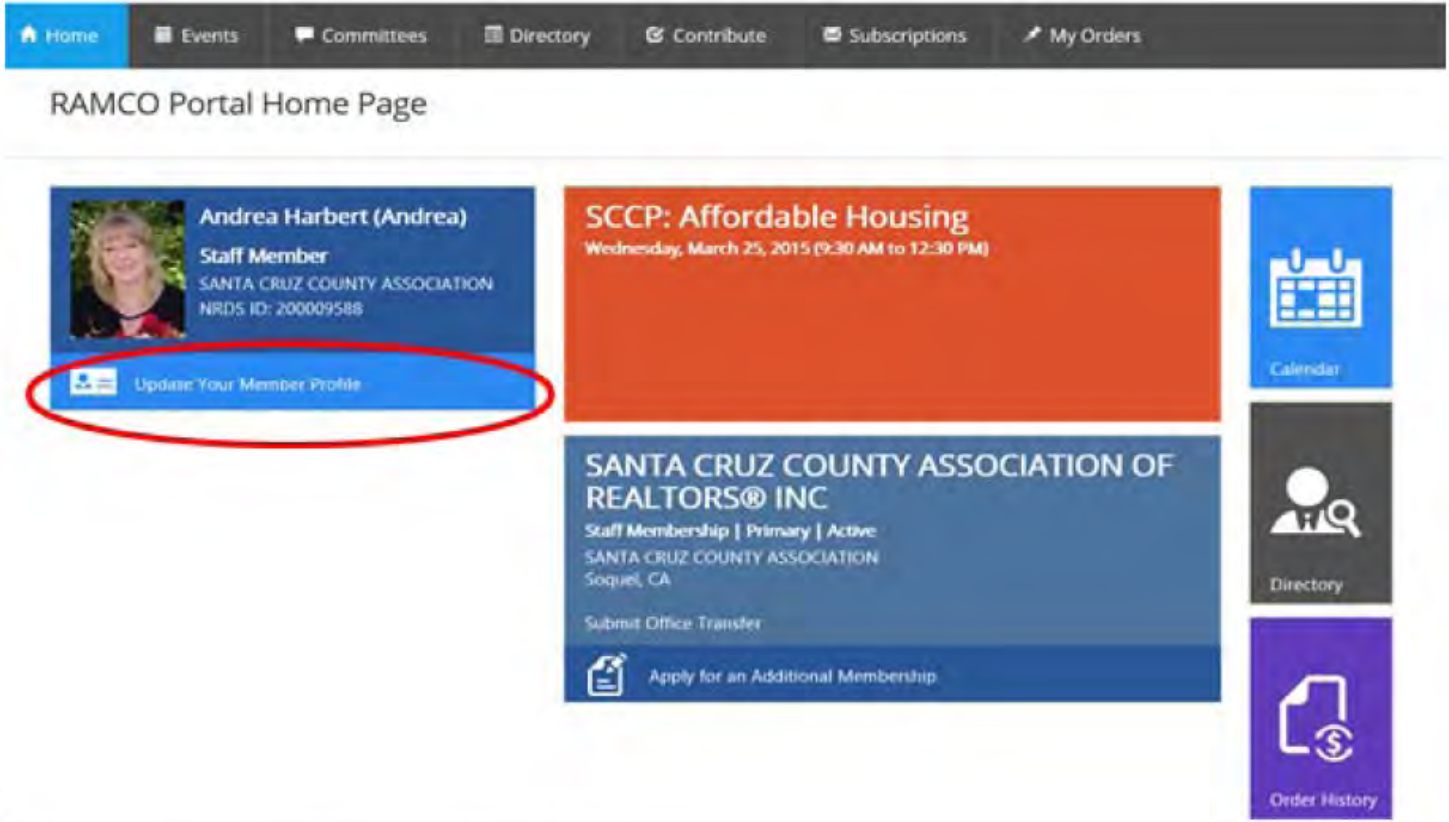 Home Events Committees Directory Contribute Subscriptions My Orders
RAMCO Portal Home Page
Andrea Harbert (Andrea)
Staff Member
SANTA CRUZ COUNTY ASSOCIATION
NRDS ID: 200009588
Update Your Member Profile
SCCP: Affordable Housing
Wednesday, March 25, 2015 (9:30 AM to 12:30 PM)
SANTA CRUZ COUNTY ASSOCIATION OF
REALTORS® INC
Staff Membership | Primary | Active
SANTA CRUZ COUNTY ASSOCIATION
Soquel, CA
Submit Office Transfer
Apply for an Additional Membership
Calendar
Directory
Order History